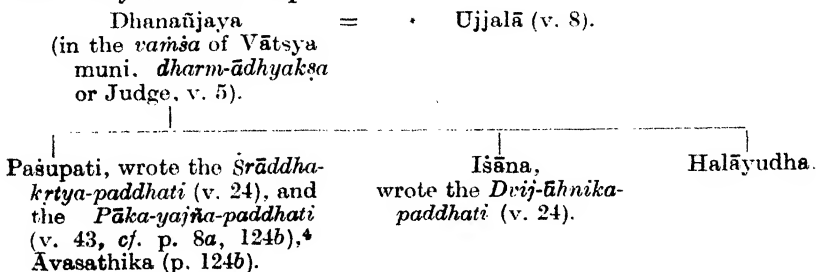 Dhanañjaya = Ujjalā (v. 8).
(in the vaṁśa of Vātsya
muni. dharm-ādhyakṣa
or Judge, v. 5).
Paśupati, wrote the Śrāddha- Īśāna, Halāyudha.
kṛtya-paddhati (v. 24), and wrote the Dvij-āhnika-
the Pāka-yajña-paddhati paddhati (v. 24).
(v. 43, cf. p. 8a, 124b),⁴
Āvasathika (p. 124b).